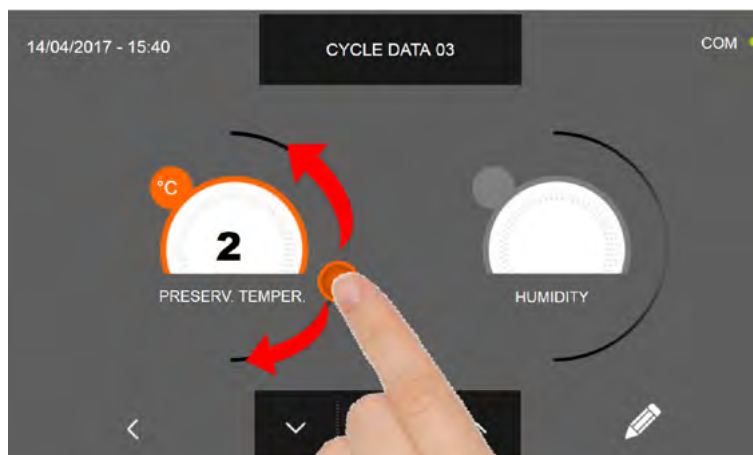 14/04/2017 - 15:40
CYCLE DATA 03
COM
°C
2
PRESERV. TEMPER.
HUMIDITY